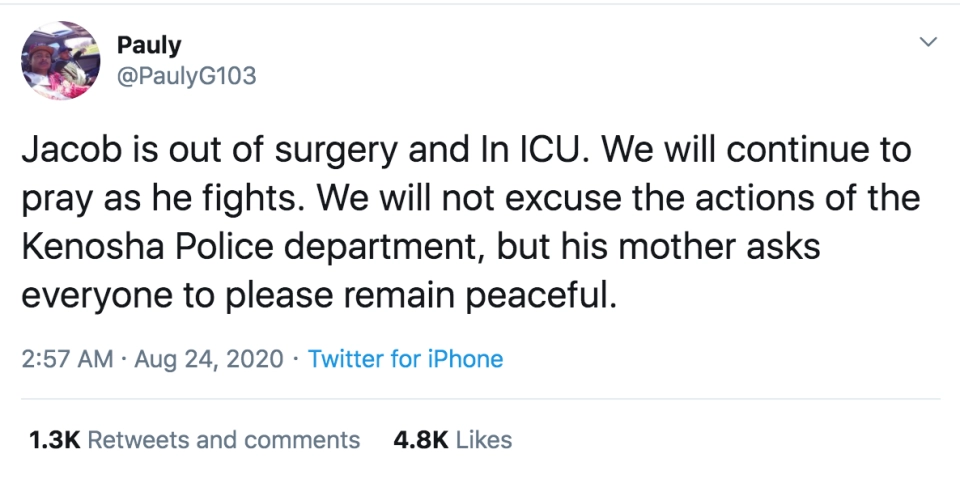 Pauly
@PaulyG103
Jacob is out of surgery and In ICU. We will continue to
pray as he fights. We will not excuse the actions of the
Kenosha Police department, but his mother asks
everyone to please remain peaceful.
2:57 AM · Aug 24, 2020 · Twitter for iPhone
1.3K Retweets and comments 4.8K Likes